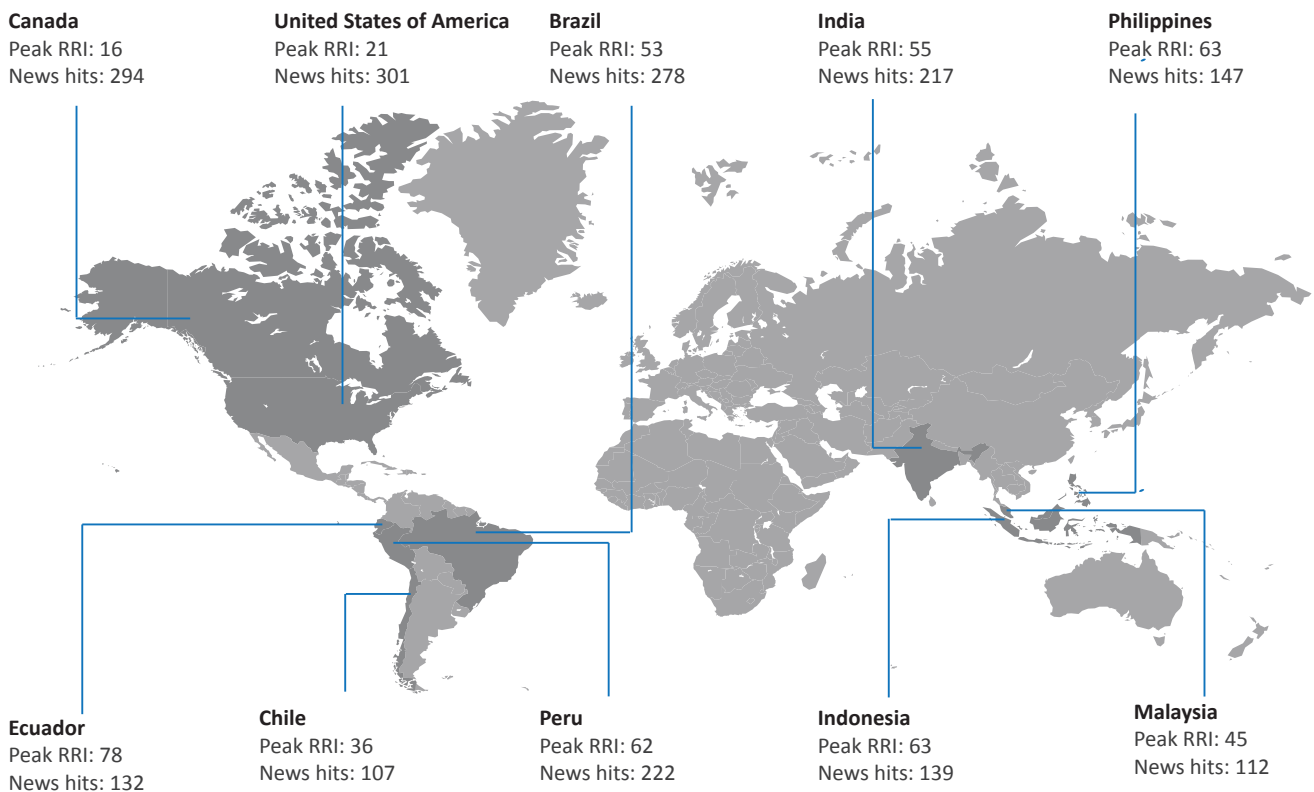 Canada
Peak RRI: 16
News hits: 294
United States of America
Peak RRI: 21
News hits: 301
Brazil
Peak RRI: 53
News hits: 278
India
Peak RRI: 55
News hits: 217
Philippines
Peak RRI: 63
News hits: 147
Ecuador
Peak RRI: 78
News hits: 132
Chile
Peak RRI: 36
News hits: 107
Peru
Peak RRI: 62
News hits: 222
Indonesia
Peak RRI: 63
News hits: 139
Malaysia
Peak RRI: 45
News hits: 112